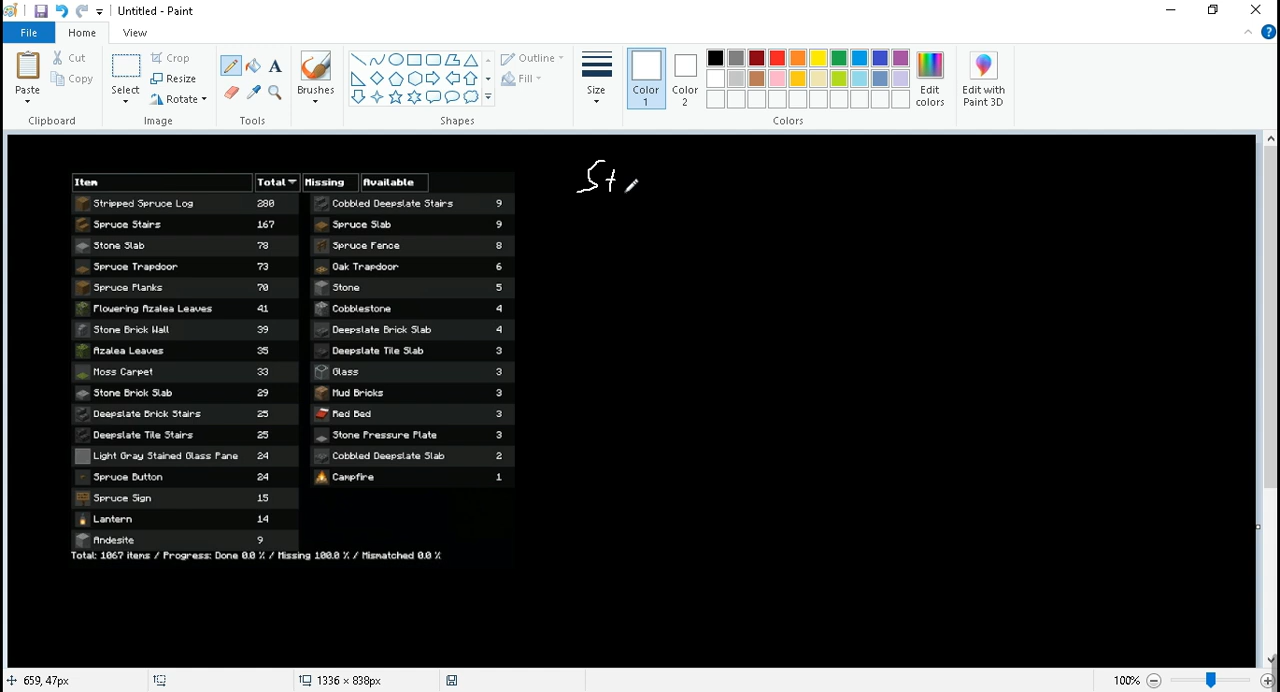 Untitled - Paint
File Home View
Paste Cut Copy Clipboard
Select Crop Resize Rotate Image
Tools
Brushes
Outline Fill Shapes
Size
Color 1 Color 2 Edit colors Colors
Edit with Paint 3D
St
Item Total Missing Available
Stripped Spruce Log 280 Cobbled Deepslate Stairs 9
Spruce Stairs 167 Spruce Slab 9
Stone Slab 78 Spruce Fence 8
Spruce Trapdoor 73 Oak Trapdoor 6
Spruce Planks 70 Stone 5
Flowering Azalea Leaves 41 Cobblestone 4
Stone Brick Wall 39 Deepslate Brick Slab 4
Azalea Leaves 35 Deepslate Tile Slab 3
Moss Carpet 33 Glass 3
Stone Brick Slab 29 Mud Bricks 3
Deepslate Brick Stairs 25 Red Bed 3
Deepslate Tile Stairs 25 Stone Pressure Plate 3
Light Gray Stained Glass Pane 24 Cobbled Deepslate Slab 2
Spruce Button 24 Campfire 1
Spruce Sign 15
Lantern 14
Andesite 9
Total: 1067 items / Progress: Done 0.0 % / Missing 100.0 % / Mismatched 0.0 %
659, 47px 1336 × 838px 100%